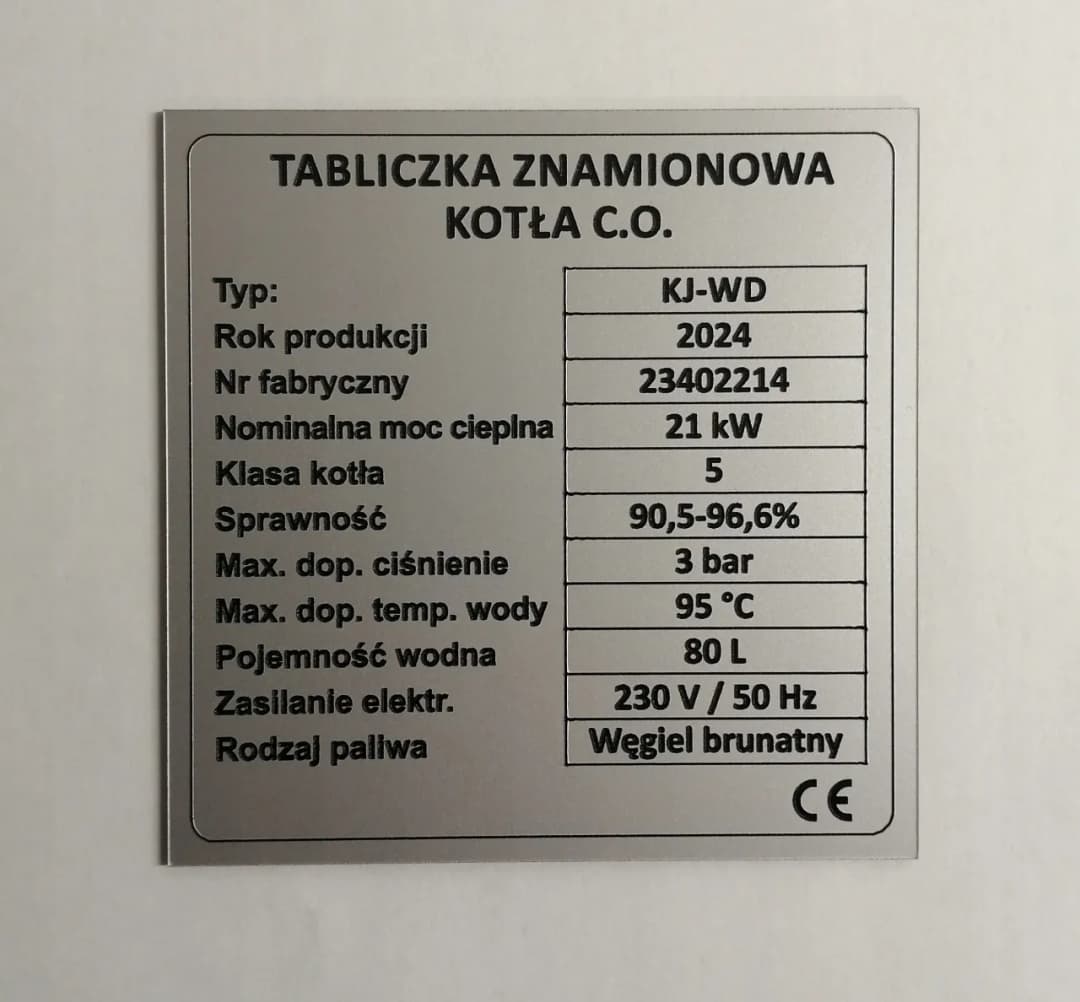 TABLICZKA ZNAMIONOWA
KOTŁA C.O.
Typ: KJ-WD
Rok produkcji 2024
Nr fabryczny 23402214
Nominalna moc cieplna 21 kW
Klasa kotła 5
Sprawność 90,5-96,6%
Max. dop. ciśnienie 3 bar
Max. dop. temp. wody 95 °C
Pojemność wodna 80 L
Zasilanie elektr. 230 V / 50 Hz
Rodzaj paliwa Węgiel brunatny
CE